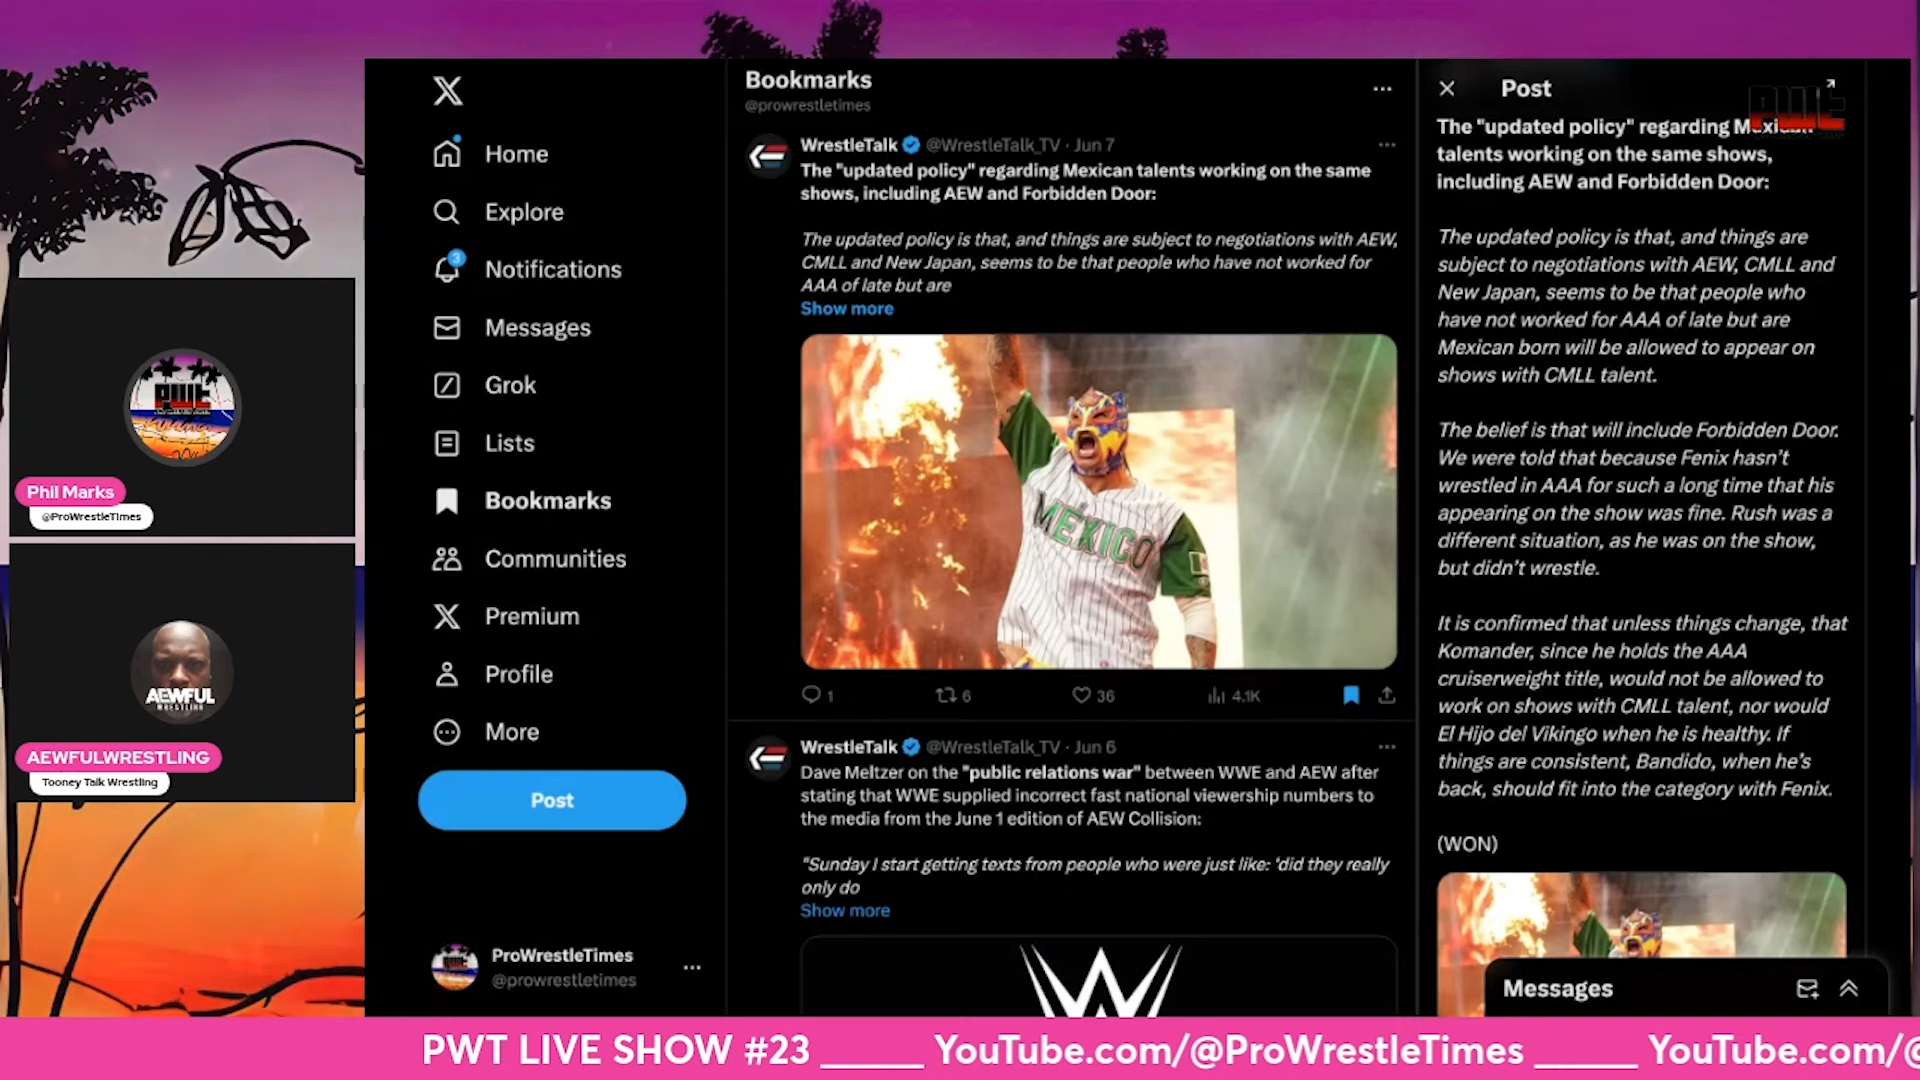 Home
Explore
3
Notifications
Messages
Grok
Lists
Bookmarks
Communities
Premium
Profile
More
Post
ProWrestleTimes
@prowrestletimes
Bookmarks
@prowrestletimes
WrestleTalk @WrestleTalk_TV · Jun 7
The "updated policy" regarding Mexican talents working on the same
shows, including AEW and Forbidden Door:
The updated policy is that, and things are subject to negotiations with AEW,
CMLL and New Japan, seems to be that people who have not worked for
AAA of late but are
Show more
MÉXICO
1 6 36 4.1K
WrestleTalk @WrestleTalk_TV · Jun 6
Dave Meltzer on the "public relations war" between WWE and AEW after
stating that WWE supplied incorrect fast national viewership numbers to
the media from the June 1 edition of AEW Collision:
"Sunday I start getting texts from people who were just like: 'did they really
only do
Show more
Post
PWT
The "updated policy" regarding Mexican
talents working on the same shows,
including AEW and Forbidden Door:
The updated policy is that, and things are
subject to negotiations with AEW, CMLL and
New Japan, seems to be that people who
have not worked for AAA of late but are
Mexican born will be allowed to appear on
shows with CMLL talent.
The belief is that will include Forbidden Door.
We were told that because Fenix hasn't
wrestled in AAA for such a long time that his
appearing on the show was fine. Rush was a
different situation, as he was on the show,
but didn't wrestle.
It is confirmed that unless things change, that
Komander, since he holds the AAA
cruiserweight title, would not be allowed to
work on shows with CMLL talent, nor would
El Hijo del Vikingo when he is healthy. If
things are consistent, Bandido, when he's
back, should fit into the category with Fenix.
(WON)
Messages
PWT
Phil Marks
@ProWrestleTimes
AEWFUL
WRESTLING
AEWFULWRESTLING
Tooney Talk Wrestling
PWT LIVE SHOW #23 _____ YouTube.com/@ProWrestleTimes _____ YouTube.com/@